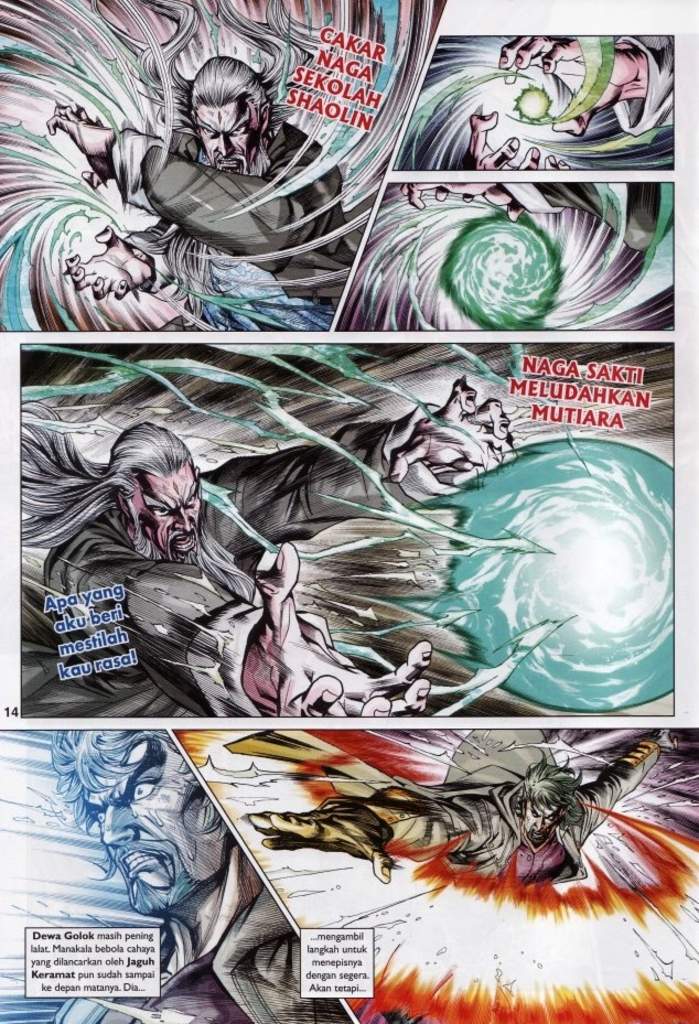 CAKAR
NAGA
SEKOLAH
SHAOLIN
NAGA SAKTI
MELUDAHKAN
MUTIARA
Apa yang
aku beri
mestilah
kau rasa!
14
Dewa Golok masih pening
lalat. Manakala bebola cahaya
yang dilancarkan oleh Jaguh
Keramat pun sudah sampai
ke depan matanya. Dia...
...mengambil
langkah untuk
menepisnya
dengan segera.
Akan tetapi...